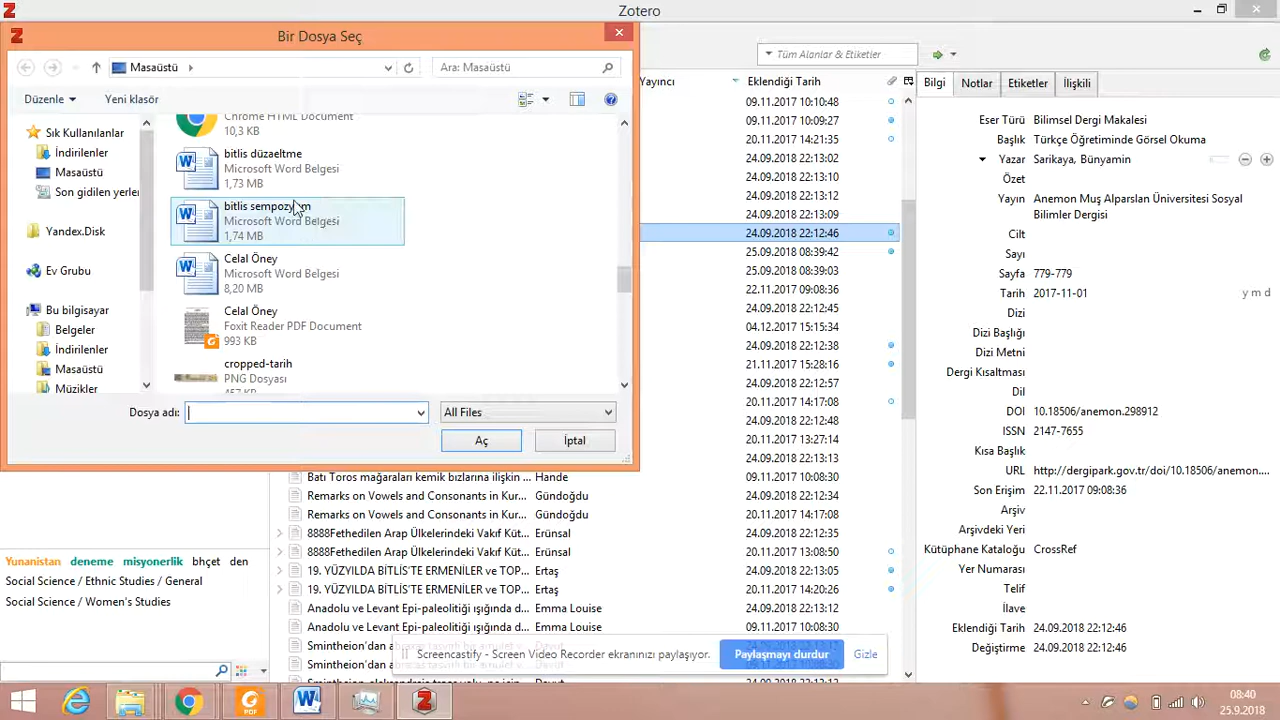 Zotero
Bir Dosya Seç
Masaüstü
Ara: Masaüstü
Düzenle
Yeni klasör
Sık Kullanılanlar
İndirilenler
Masaüstü
Son gidilen yerler
Yandex.Disk
Ev Grubu
Bu bilgisayar
Belgeler
İndirilenler
Masaüstü
Müzikler
Chrome HTML Document
10,3 KB
bitlis düzaeltme
Microsoft Word Belgesi
1,73 MB
bitlis sempozyum
Microsoft Word Belgesi
1,74 MB
Celal Öney
Microsoft Word Belgesi
8,20 MB
Celal Öney
Foxit Reader PDF Document
993 KB
cropped-tarih
PNG Dosyası
457 KB
Dosya adı:
All Files
Aç
İptal
Tüm Alanlar & Etiketler
Yayıncı
Eklendiği Tarih
09.11.2017 10:10:48
09.11.2017 10:09:27
20.11.2017 14:21:35
24.09.2018 22:13:02
24.09.2018 22:13:10
24.09.2018 22:13:12
24.09.2018 22:13:09
24.09.2018 22:12:46
25.09.2018 08:39:42
25.09.2018 08:39:03
22.11.2017 09:08:36
24.09.2018 22:12:45
04.12.2017 15:15:34
24.09.2018 22:12:38
21.11.2017 15:28:16
24.09.2018 22:12:57
20.11.2017 14:17:08
24.09.2018 22:12:48
20.11.2017 13:27:14
24.09.2018 22:13:13
Batı Toros mağaraları kemik bızlarına ilişkin ... Hande 09.11.2017 10:08:30
Remarks on Vowels and Consonants in Kur... Gündoğdu 24.09.2018 22:12:34
Remarks on Vowels and Consonants in Kur... Gündoğdu 20.11.2017 14:17:08
8888Fethedilen Arap Ülkelerindeki Vakıf Küt... Erünsal 24.09.2018 22:12:35
8888Fethedilen Arap Ülkelerindeki Vakıf Küt... Erünsal 20.11.2017 13:08:50
19. YÜZYILDA BİTLİS'TE ERMENİLER ve TOP... Ertaş 24.09.2018 22:13:05
19. YÜZYILDA BİTLİS'TE ERMENİLER ve TOP... Ertaş 20.11.2017 14:20:26
Anadolu ve Levant Epi-paleolitiği ışığında d... Emma Louise 24.09.2018 22:13:12
Anadolu ve Levant Epi-paleolitiği ışığında d... Emma Louise 09.11.2017 10:08:30
Smintheion'dan
Smintheion'dan
Yunanistan deneme misyonerlik bhçet den
Social Science / Ethnic Studies / General
Social Science / Women's Studies
Bilgi
Notlar
Etiketler
İlişkili
Eser Türü Bilimsel Dergi Makalesi
Başlık Türkçe Öğretiminde Görsel Okuma
Yazar Sarikaya, Bünyamin
Özet
Yayın Anemon Muş Alparslan Üniversitesi Sosyal
Bilimler Dergisi
Cilt
Sayı
Sayfa 779-779
Tarih 2017-11-01 y m d
Dizi
Dizi Başlığı
Dizi Metni
Dergi Kısaltması
Dil
DOI 10.18506/anemon.298912
ISSN 2147-7655
Kısa Başlık
URL http://dergipark.gov.tr/doi/10.18506/anemon....
Son Erişim 22.11.2017 09:08:36
Arşiv
Arşivdeki Yeri
Kütüphane Kataloğu CrossRef
Yer Numarası
Telif
İlave
Eklendiği Tarih 24.09.2018 22:12:46
Değiştirme 24.09.2018 22:12:48
Screencastify - Screen Video Recorder ekranınızı paylaşıyor.
Paylaşmayı durdur
Gizle
PDF
08:40
25.9.2018